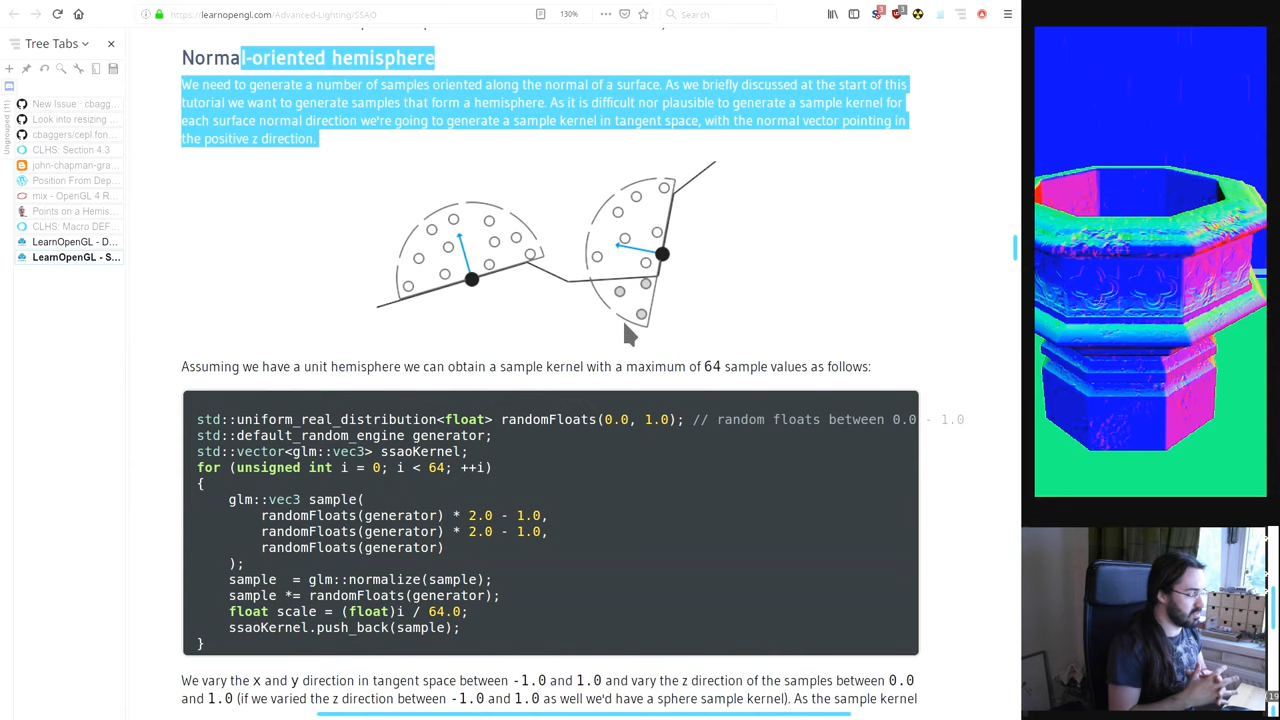 https://learnopengl.com/Advanced-Lighting/SSAO
130%
Search
3
3
Tree Tabs
Ungrouped (11)
New Issue · cbagg...
Look into resizing ...
cbaggers/cepl.fon...
CLHS: Section 4.3
john-chapman-gra...
Position From Dep...
mix - OpenGL 4 R...
Points on a Hemis...
CLHS: Macro DEF...
LearnOpenGL - D...
LearnOpenGL - S...
Normal-oriented hemisphere
We need to generate a number of samples oriented along the normal of a surface. As we briefly discussed at the start of this
tutorial we want to generate samples that form a hemisphere. As it is difficult nor plausible to generate a sample kernel for
each surface normal direction we're going to generate a sample kernel in tangent space, with the normal vector pointing in
the positive z direction.
Assuming we have a unit hemisphere we can obtain a sample kernel with a maximum of 64 sample values as follows:
std::uniform_real_distribution<float> randomFloats(0.0, 1.0); // random floats between 0.0 - 1.0
std::default_random_engine generator;
std::vector<glm::vec3> ssaoKernel;
for (unsigned int i = 0; i < 64; ++i)
{
glm::vec3 sample(
randomFloats(generator) * 2.0 - 1.0,
randomFloats(generator) * 2.0 - 1.0,
randomFloats(generator)
);
sample  = glm::normalize(sample);
sample *= randomFloats(generator);
float scale = (float)i / 64.0;
ssaoKernel.push_back(sample);
}
We vary the x and y direction in tangent space between -1.0 and 1.0 and vary the z direction of the samples between 0.0
and 1.0 (if we varied the z direction between -1.0 and 1.0 as well we'd have a sphere sample kernel). As the sample kernel